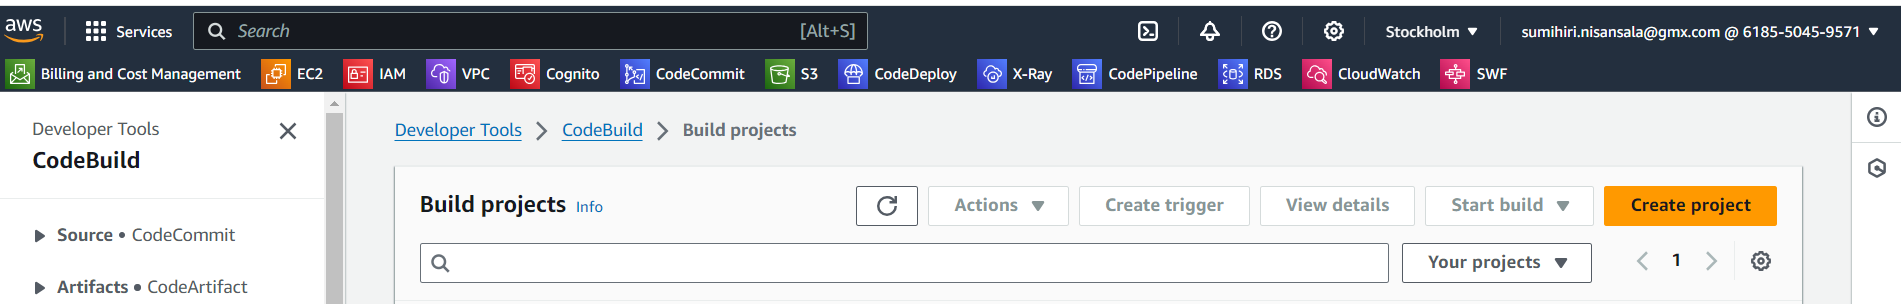 aws Services Search [Alt+S] Stockholm sumihiri.nisansala@gmx.com @ 6185-5045-9571
Billing and Cost Management EC2 IAM VPC Cognito CodeCommit S3 CodeDeploy X-Ray CodePipeline RDS CloudWatch SWF
Developer Tools
CodeBuild
Source • CodeCommit
Artifacts • CodeArtifact
Developer Tools > CodeBuild > Build projects
Build projects Info Actions Create trigger View details Start build Create project
Your projects < 1 >